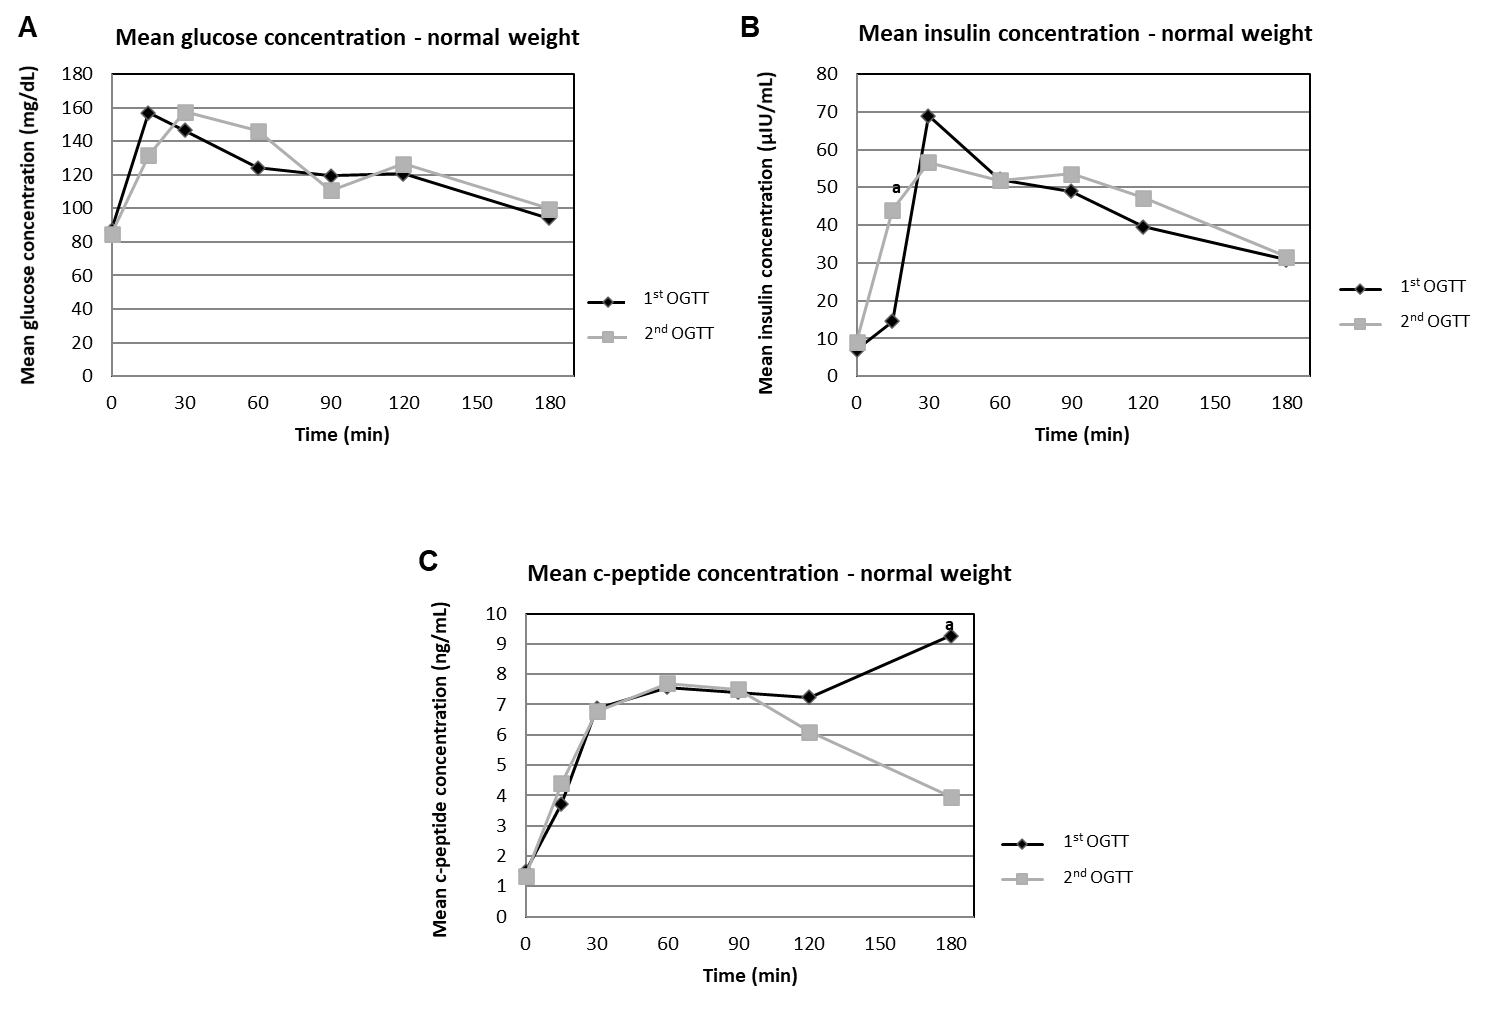 A
Mean glucose concentration - normal weight
Mean glucose concentration (mg/dL)
180
160
140
120
100
80
60
40
20
0
0 30 60 90 120 150 180
Time (min)
1st OGTT
2nd OGTT
B
Mean insulin concentration - normal weight
Mean insulin concentration (µIU/mL)
80
70
60
50
40
30
20
10
0
a
0 30 60 90 120 150 180
Time (min)
1st OGTT
2nd OGTT
C
Mean c-peptide concentration - normal weight
Mean c-peptide concentration (ng/mL)
10
9
8
7
6
5
4
3
2
1
0
a
0 30 60 90 120 150 180
Time (min)
1st OGTT
2nd OGTT